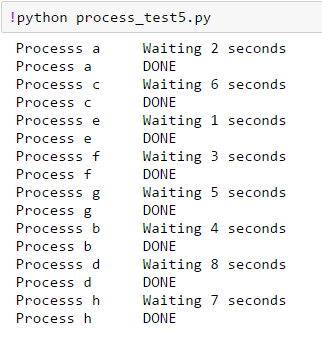 !python process_test5.py
Processs a Waiting 2 seconds
Process a DONE
Processs c Waiting 6 seconds
Process c DONE
Processs e Waiting 1 seconds
Process e DONE
Processs f Waiting 3 seconds
Process f DONE
Processs g Waiting 5 seconds
Process g DONE
Processs b Waiting 4 seconds
Process b DONE
Processs d Waiting 8 seconds
Process d DONE
Processs h Waiting 7 seconds
Process h DONE